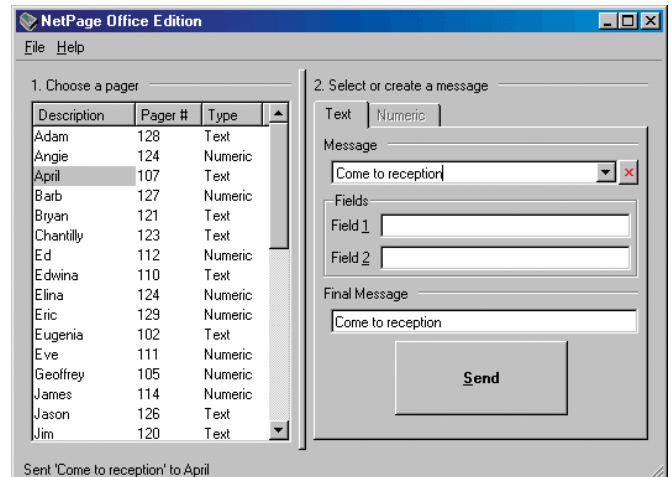 NetPage Office Edition
File Help
1. Choose a pager
Description Pager # Type
Adam 128 Text
Angie 124 Numeric
April 107 Text
Barb 127 Numeric
Bryan 121 Text
Chantilly 123 Text
Ed 112 Numeric
Edwina 110 Text
Elina 124 Numeric
Eric 129 Numeric
Eugenia 102 Text
Eve 111 Numeric
Geoffrey 105 Numeric
James 114 Numeric
Jason 126 Text
Jim 120 Text
2. Select or create a message
Text Numeric
Message
Come to reception
Fields
Field 1
Field 2
Final Message
Come to reception
Send
Sent 'Come to reception' to April